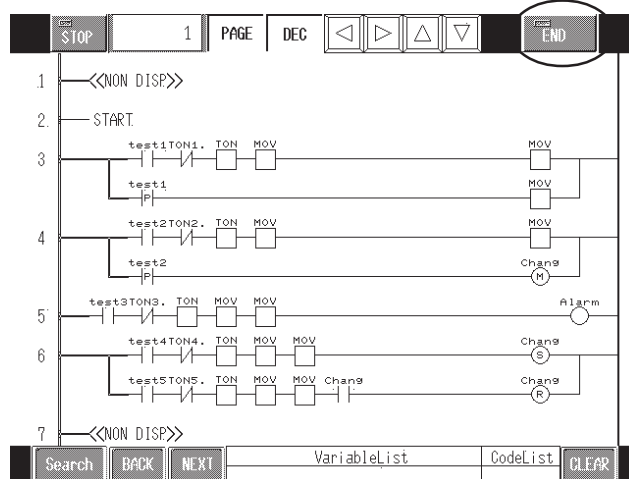 STOP 1 PAGE DEC END
1 <<NON DISP.>>
2. START.
test1 TON1. TON MOV MOV
3
test1 MOV
P
test2 TON2. TON MOV MOV
4
test2 Chang
P M
test3 TON3. TON MOV MOV Alarm
5
test4 TON4. TON MOV MOV Chang
6 S
test5 TON5. TON MOV MOV Chang Chang
R
7 <<NON DISP.>>
Search BACK NEXT VariableList CodeList CLEAR